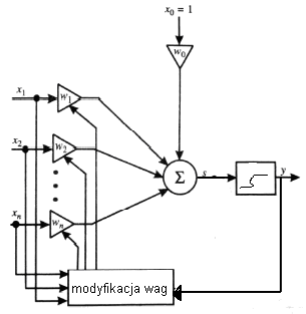 x₀ = 1
w₀
x₁
w₁
x₂
w₂
Σ
s
y
xₙ
wₙ
modyfikacja wag